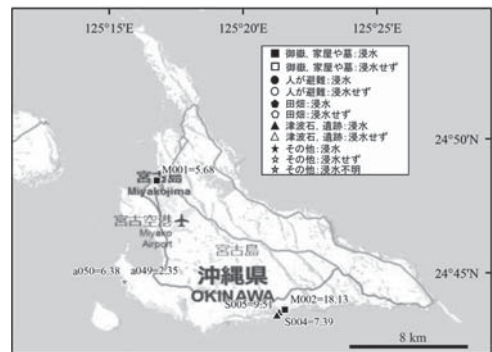 125°15'E
125°20'E
125°25'E
■ 御嶽、家屋や墓:浸水
□ 御嶽、家屋や墓:浸水せず
● 人が避難:浸水
○ 人が避難:浸水せず
田畑:浸水
田畑:浸水せず
▲ 津波石、遺跡:浸水
△ 津波石、遺跡:浸水せず
★ その他:浸水
☆ その他:浸水せず
☆ その他:浸水不明
24°50'N
M001=5.68
宮古島
Miyakojima
宮古空港
Miyako
Airport
宮古島
a050=6.38
a049=2.35
沖縄県
OKINAWA
24°45'N
S005=9.51
M002=18.13
S004=7.39
8 km